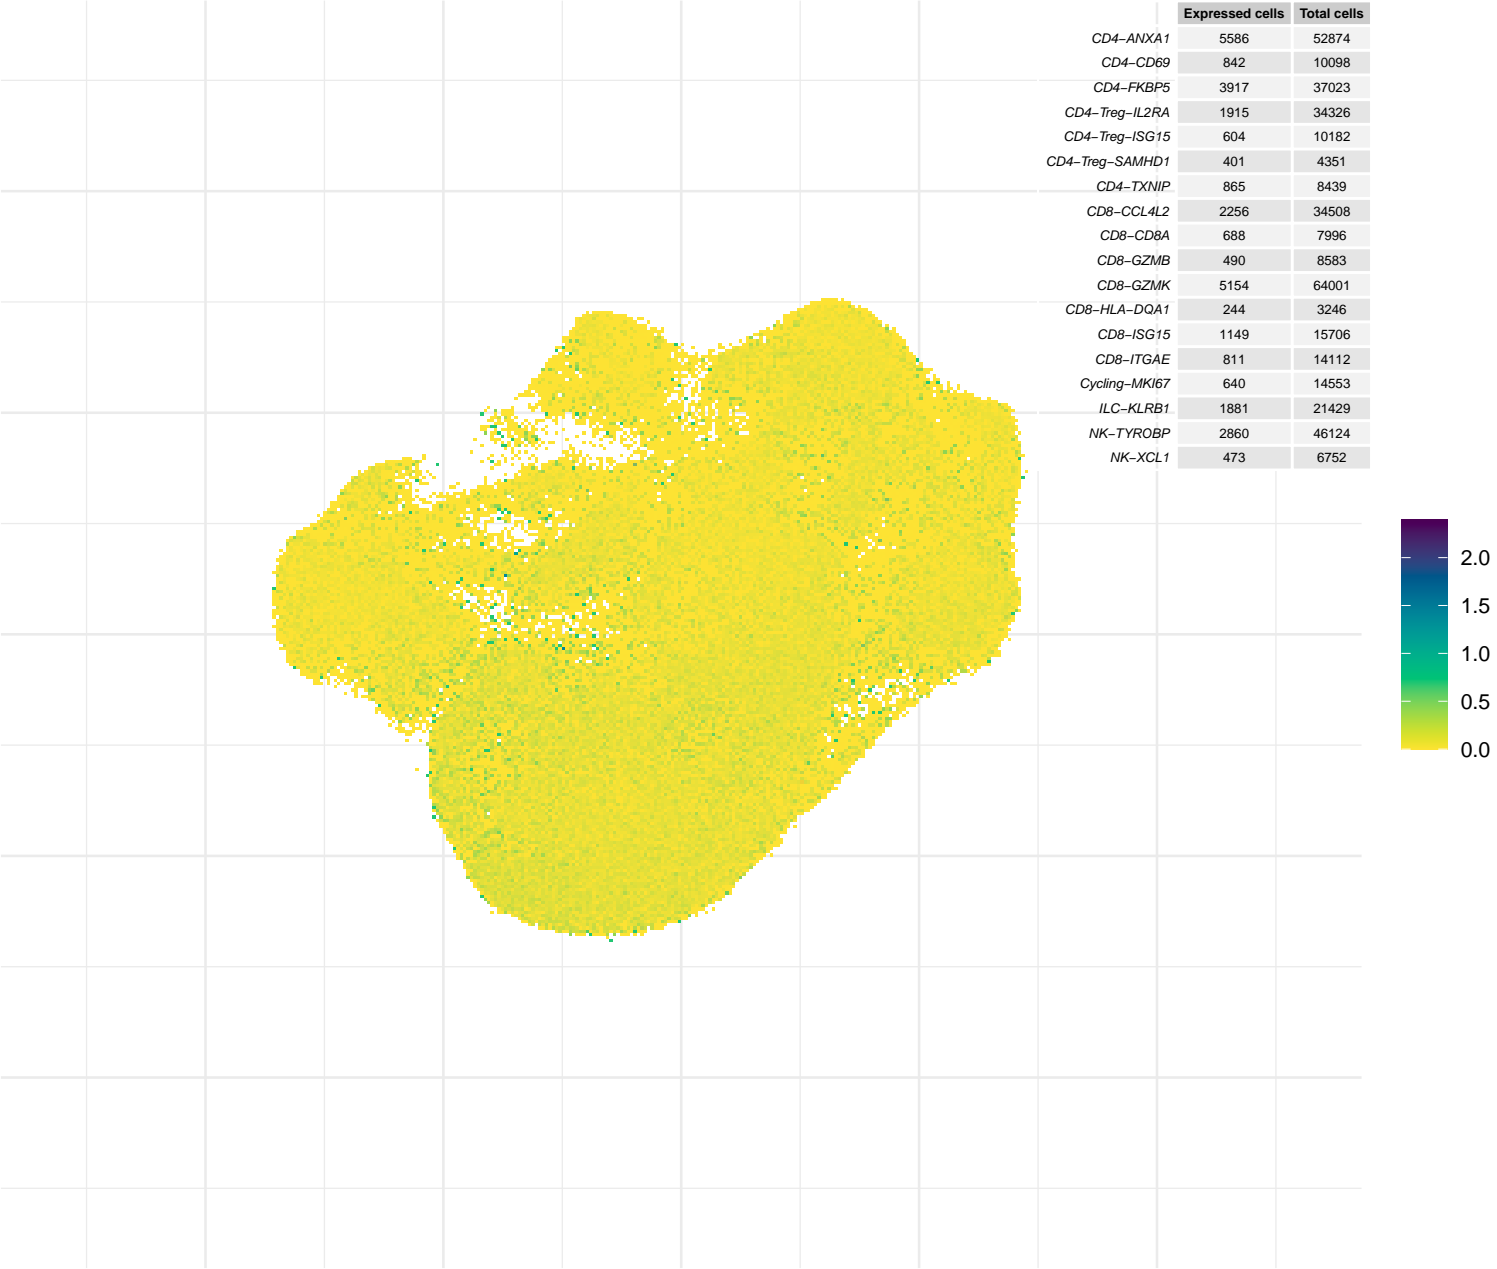 Expressed cells Total cells
CD4−ANXA1 5586 52874
CD4−CD69 842 10098
CD4−FKBP5 3917 37023
CD4−Treg−IL2RA 1915 34326
CD4−Treg−ISG15 604 10182
CD4−Treg−SAMHD1 401 4351
CD4−TXNIP 865 8439
CD8−CCL4L2 2256 34508
CD8−CD8A 688 7996
CD8−GZMB 490 8583
CD8−GZMK 5154 64001
CD8−HLA−DQA1 244 3246
CD8−ISG15 1149 15706
CD8−ITGAE 811 14112
Cycling−MKI67 640 14553
ILC−KLRB1 1881 21429
NK−TYROBP 2860 46124
NK−XCL1 473 6752
2.0
1.5
1.0
0.5
0.0